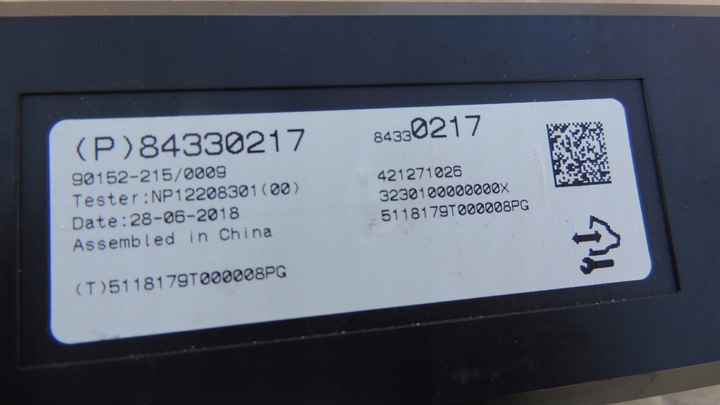 (P)84330217
90152-215/0009
Tester:NP12208301(00)
Date:28-06-2018
Assembled in China
(T)5118179T000008PG
84330217
421271026
3230100000000X
5118179T000008PG